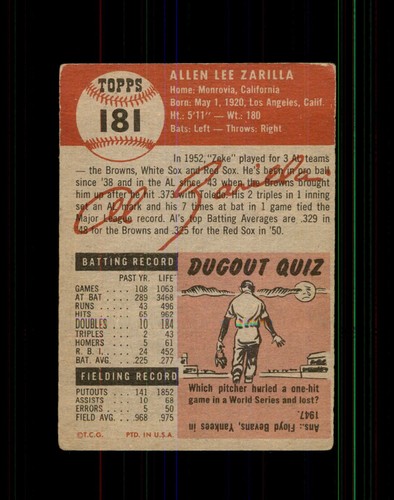 TOPPS
181
ALLEN LEE ZARILLA
Home: Monrovia, California
Born: May 1, 1920, Los Angeles, Calif.
Ht.: 5'11" — Wt.: 180
Bats: Left — Throws: Right
In 1952, "Zeke" played for 3 AL teams
— the Browns, White Sox and Red Sox. He's been in pro ball
since '38 and in the AL since '43 when the Browns brought
him up after he hit .373 with Toledo. His 2 triples in 1 inning
set an AL mark and his 7 times at bat in 1 game tied the
Major League record. Al's top Batting Averages are .329 in
'48 for the Browns and .325 for the Red Sox in '50.
Al Zarilla
BATTING RECORD
PAST YR. LIFE
GAMES 108 1063
AT BAT 289 3468
RUNS 43 496
HITS 65 962
DOUBLES 10 184
TRIPLES 2 43
HOMERS 5 61
R. B. I. 24 452
BAT. AVG. .225 .277
FIELDING RECORD
PUTOUTS 141 1852
ASSISTS 10 68
ERRORS 5 50
FIELD AVG. .968 .975
©T.C.G. PTD. IN U.S.A.
DUGOUT QUIZ
Which pitcher hurled a one-hit
game in a World Series and lost?
Ans.: Floyd Bevans, Yankees in
1947.